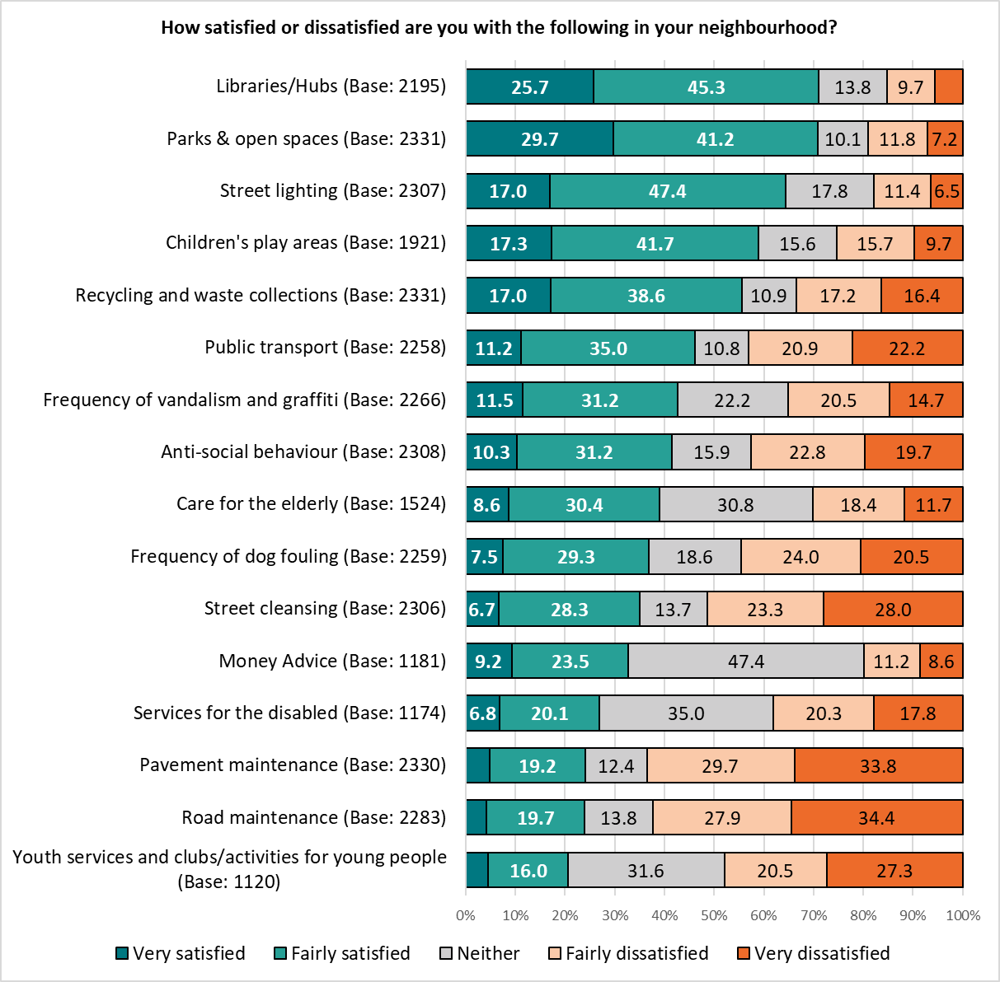 How satisfied or dissatisfied are you with the following in your neighbourhood?
Libraries/Hubs (Base: 2195) 25.7 45.3 13.8 9.7
Parks & open spaces (Base: 2331) 29.7 41.2 10.1 11.8 7.2
Street lighting (Base: 2307) 17.0 47.4 17.8 11.4 6.5
Children's play areas (Base: 1921) 17.3 41.7 15.6 15.7 9.7
Recycling and waste collections (Base: 2331) 17.0 38.6 10.9 17.2 16.4
Public transport (Base: 2258) 11.2 35.0 10.8 20.9 22.2
Frequency of vandalism and graffiti (Base: 2266) 11.5 31.2 22.2 20.5 14.7
Anti-social behaviour (Base: 2308) 10.3 31.2 15.9 22.8 19.7
Care for the elderly (Base: 1524) 8.6 30.4 30.8 18.4 11.7
Frequency of dog fouling (Base: 2259) 7.5 29.3 18.6 24.0 20.5
Street cleansing (Base: 2306) 6.7 28.3 13.7 23.3 28.0
Money Advice (Base: 1181) 9.2 23.5 47.4 11.2 8.6
Services for the disabled (Base: 1174) 6.8 20.1 35.0 20.3 17.8
Pavement maintenance (Base: 2330) 19.2 12.4 29.7 33.8
Road maintenance (Base: 2283) 19.7 13.8 27.9 34.4
Youth services and clubs/activities for young people
(Base: 1120) 16.0 31.6 20.5 27.3
0% 10% 20% 30% 40% 50% 60% 70% 80% 90% 100%
Very satisfied Fairly satisfied Neither Fairly dissatisfied Very dissatisfied